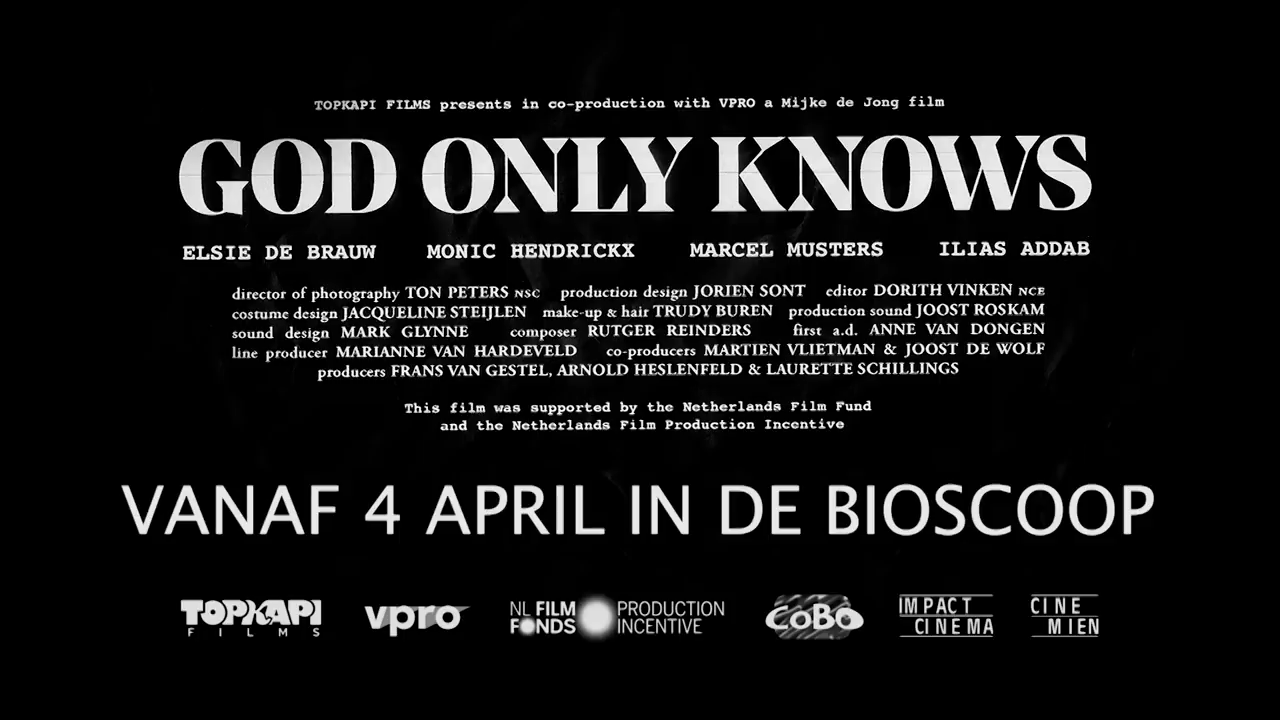 TOPKAPI FILMS presents in co-production with VPRO a Mijke de Jong film
GOD ONLY KNOWS
ELSIE DE BRAUW MONIC HENDRICKX MARCEL MUSTERS ILIAS ADDAB
director of photography TON PETERS NSC production design JORIEN SONT editor DORITH VINKEN NCE
costume design JACQUELINE STEIJLEN make-up & hair TRUDY BUREN production sound JOOST ROSKAM
sound design MARK GLYNNE composer RUTGER REINDERS first a.d. ANNE VAN DONGEN
line producer MARIANNE VAN HARDEVELD co-producers MARTIEN VLIETMAN & JOOST DE WOLF
producers FRANS VAN GESTEL, ARNOLD HESLENFELD & LAURETTE SCHILLINGS
This film was supported by the Netherlands Film Fund
and the Netherlands Film Production Incentive
VANAF 4 APRIL IN DE BIOSCOOP
TOPKAPI
FILMS
vpro
NL FILM
FONDS
PRODUCTION
INCENTIVE
CoBO
IMPACT
CINEMA
CINE
MIEN